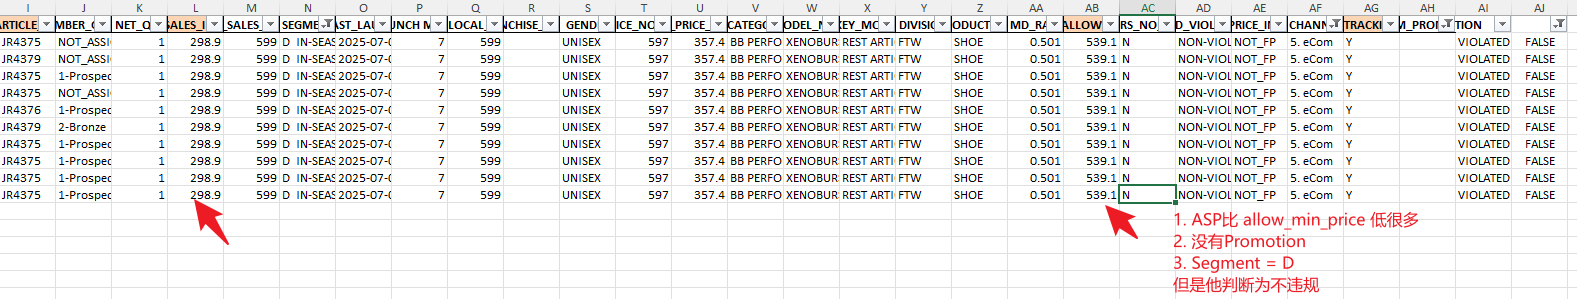 I J K L M N O P Q R S T U V W X Y Z AA AB AC AD AE AF AG AH AI AJ
ARTICLE MBER_C NET_Q SALES_I SALES_ SEGME AST_LAU UNCH M LOCAL_ NCHISE_ GEND ICE_NO _PRICE_ CATEG ODEL_N EY_MO DIVISI ODUCT MD_RA ALLOW RS_NO_ D_VIOL PRICE_IN CHAN TRACKI M_PRO TION
JR4375 NOT_ASSI 1 298.9 599 D IN-SEAS 2025-07-0 7 599 UNISEX 597 357.4 BB PERFO XENOBUR REST ARTI FTW SHOE 0.501 539.1 N NON-VIOL NOT_FP 5. eCom Y VIOLATED FALSE
JR4379 NOT_ASSI 1 298.9 599 D IN-SEAS 2025-07-0 7 599 UNISEX 597 357.4 BB PERFO XENOBUR REST ARTI FTW SHOE 0.501 539.1 N NON-VIOL NOT_FP 5. eCom Y VIOLATED FALSE
JR4375 1-Prospec 1 298.9 599 D IN-SEAS 2025-07-0 7 599 UNISEX 597 357.4 BB PERFO XENOBUR REST ARTI FTW SHOE 0.501 539.1 N NON-VIOL NOT_FP 5. eCom Y VIOLATED FALSE
JR4375 NOT_ASSI 1 298.9 599 D IN-SEAS 2025-07-0 7 599 UNISEX 597 357.4 BB PERFO XENOBUR REST ARTI FTW SHOE 0.501 539.1 N NON-VIOL NOT_FP 5. eCom Y VIOLATED FALSE
JR4376 1-Prospec 1 298.9 599 D IN-SEAS 2025-07-0 7 599 UNISEX 597 357.4 BB PERFO XENOBUR REST ARTI FTW SHOE 0.501 539.1 N NON-VIOL NOT_FP 5. eCom Y VIOLATED FALSE
JR4379 2-Bronze 1 298.9 599 D IN-SEAS 2025-07-0 7 599 UNISEX 597 357.4 BB PERFO XENOBUR REST ARTI FTW SHOE 0.501 539.1 N NON-VIOL NOT_FP 5. eCom Y VIOLATED FALSE
JR4375 1-Prospec 1 298.9 599 D IN-SEAS 2025-07-0 7 599 UNISEX 597 357.4 BB PERFO XENOBUR REST ARTI FTW SHOE 0.501 539.1 N NON-VIOL NOT_FP 5. eCom Y VIOLATED FALSE
JR4375 1-Prospec 1 298.9 599 D IN-SEAS 2025-07-0 7 599 UNISEX 597 357.4 BB PERFO XENOBUR REST ARTI FTW SHOE 0.501 539.1 N NON-VIOL NOT_FP 5. eCom Y VIOLATED FALSE
JR4375 1-Prospec 1 298.9 599 D IN-SEAS 2025-07-0 7 599 UNISEX 597 357.4 BB PERFO XENOBUR REST ARTI FTW SHOE 0.501 539.1 N NON-VIOL NOT_FP 5. eCom Y VIOLATED FALSE
JR4375 1-Prospec 1 298.9 599 D IN-SEAS 2025-07-0 7 599 UNISEX 597 357.4 BB PERFO XENOBUR REST ARTI FTW SHOE 0.501 539.1 N NON-VIOL NOT_FP 5. eCom Y VIOLATED FALSE
1. ASP比 allow_min_price 低很多
2. 没有Promotion
3. Segment = D
但是他判断为不违规